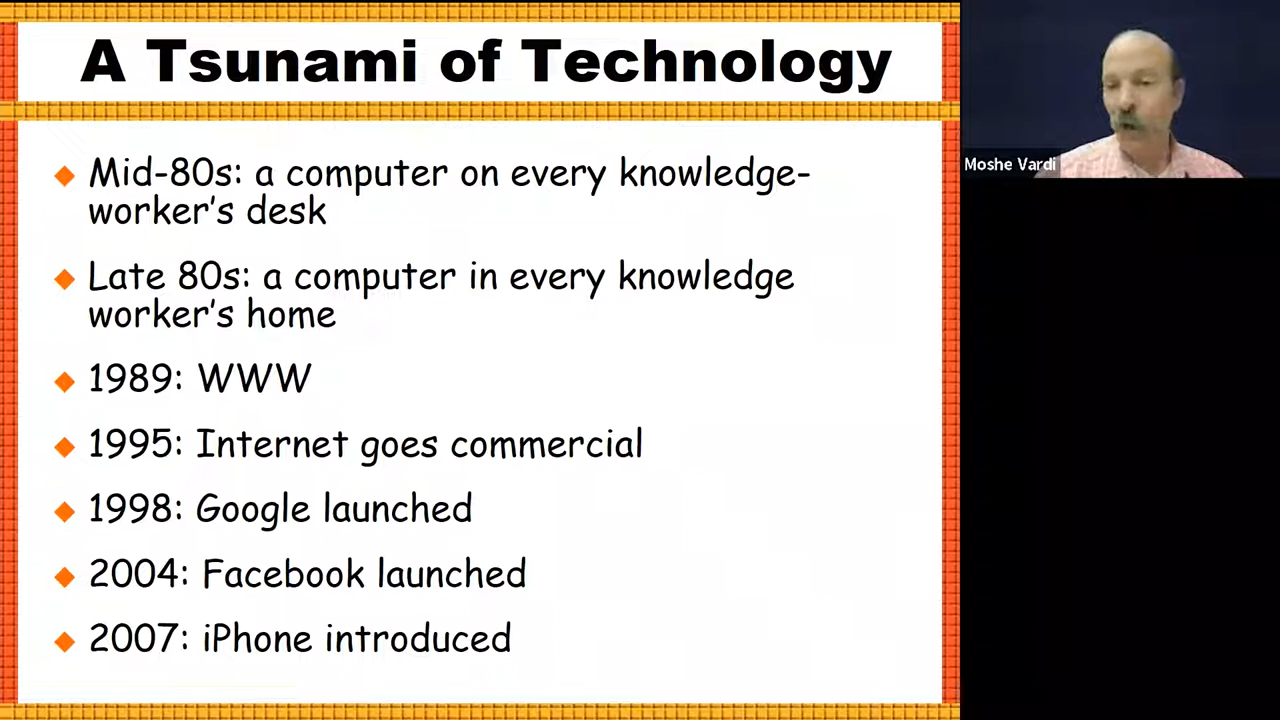 A Tsunami of Technology
Mid-80s: a computer on every knowledge-
worker's desk
Late 80s: a computer in every knowledge
worker's home
1989: WWW
1995: Internet goes commercial
1998: Google launched
2004: Facebook launched
2007: iPhone introduced
Moshe Vardi